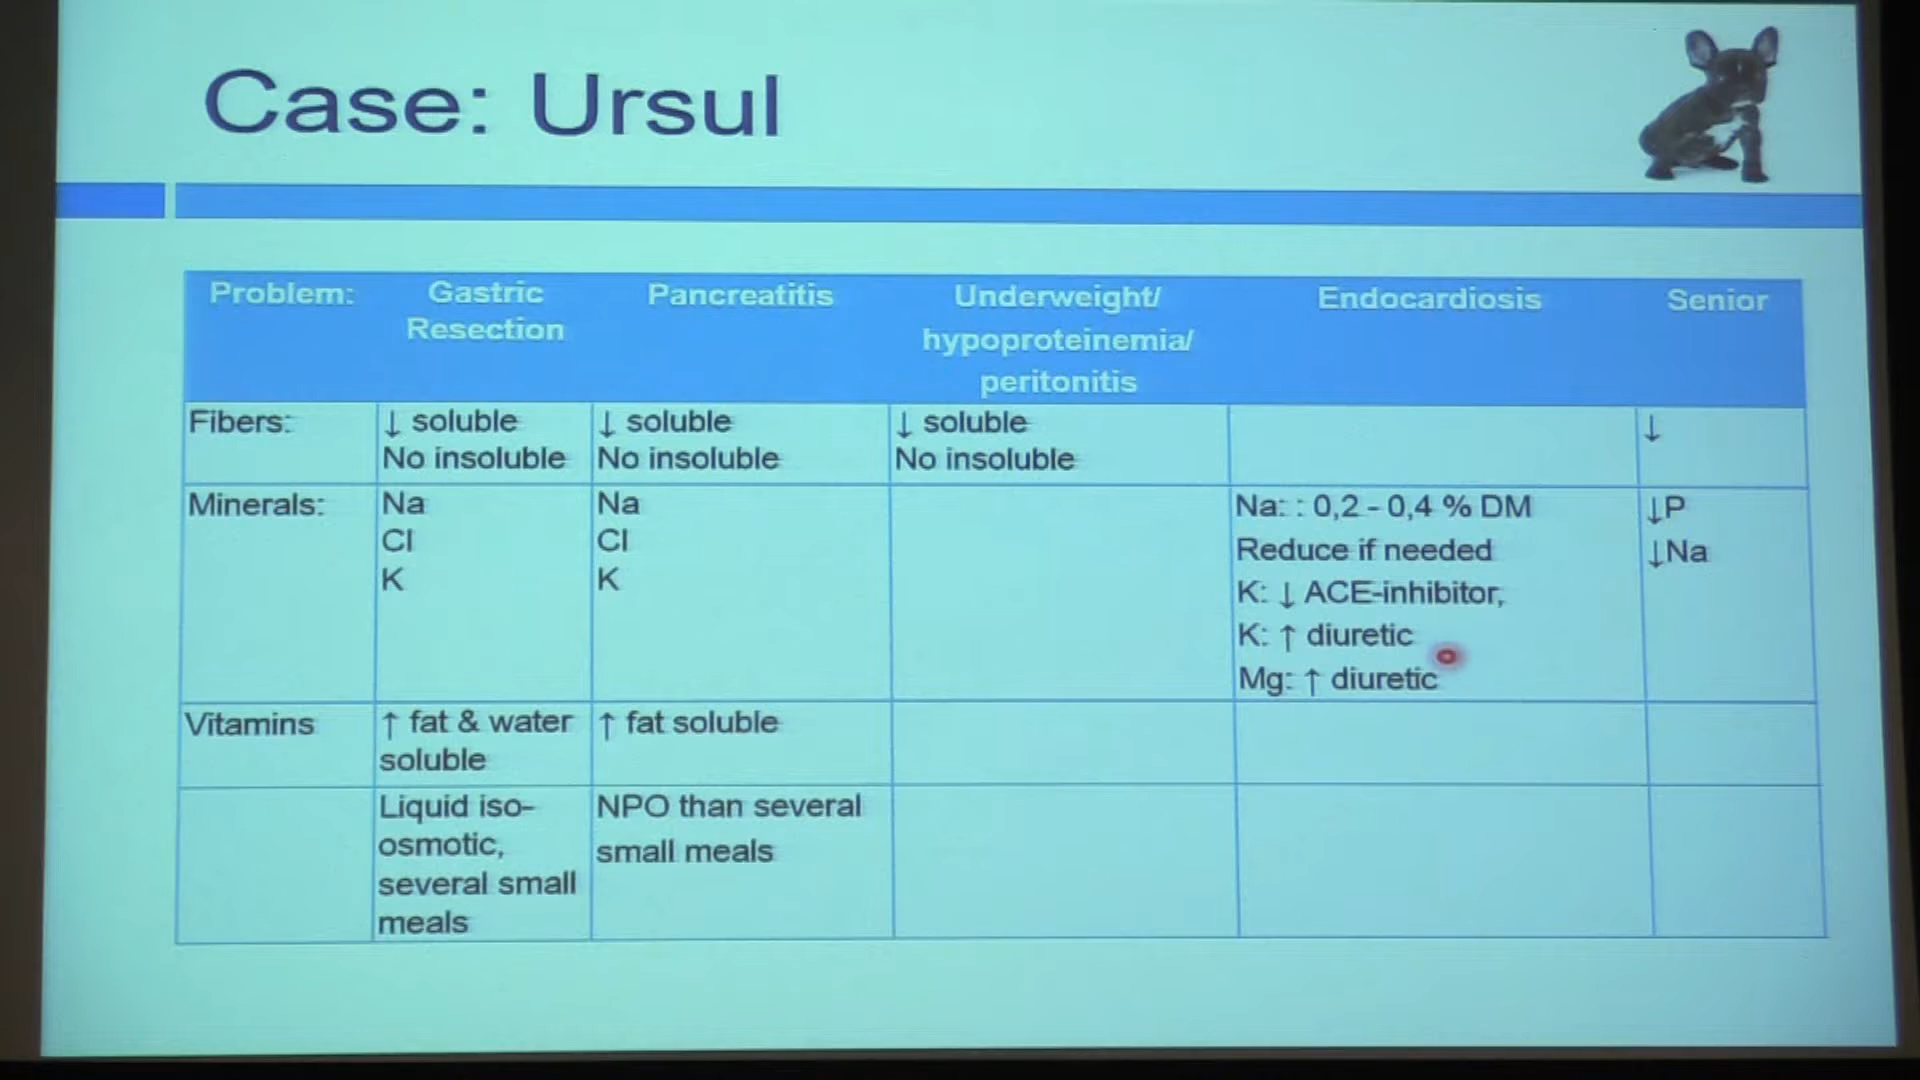 Case: Ursul
Problem:
Gastric
Resection
Pancreatitis
Underweight/
hypoproteinemia/
peritonitis
Endocardiosis
Senior
Fibers:
↓ soluble
No insoluble
↓ soluble
No insoluble
↓ soluble
No insoluble
↓
Minerals:
Na
Cl
K
Na
Cl
K
Na: : 0,2 - 0,4 % DM
Reduce if needed
K: ↓ ACE-inhibitor,
K: ↑ diuretic
Mg: ↑ diuretic
↓P
↓Na
Vitamins
↑ fat & water
soluble
↑ fat soluble
Liquid iso-
osmotic,
several small
meals
NPO than several
small meals